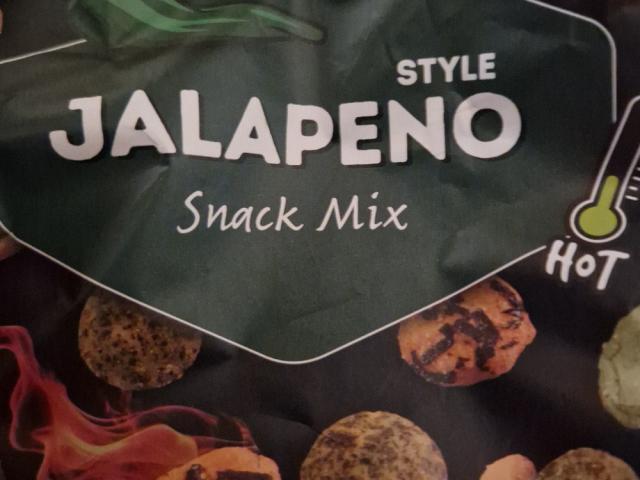 STYLE
JALAPENO
Snack Mix
HOT